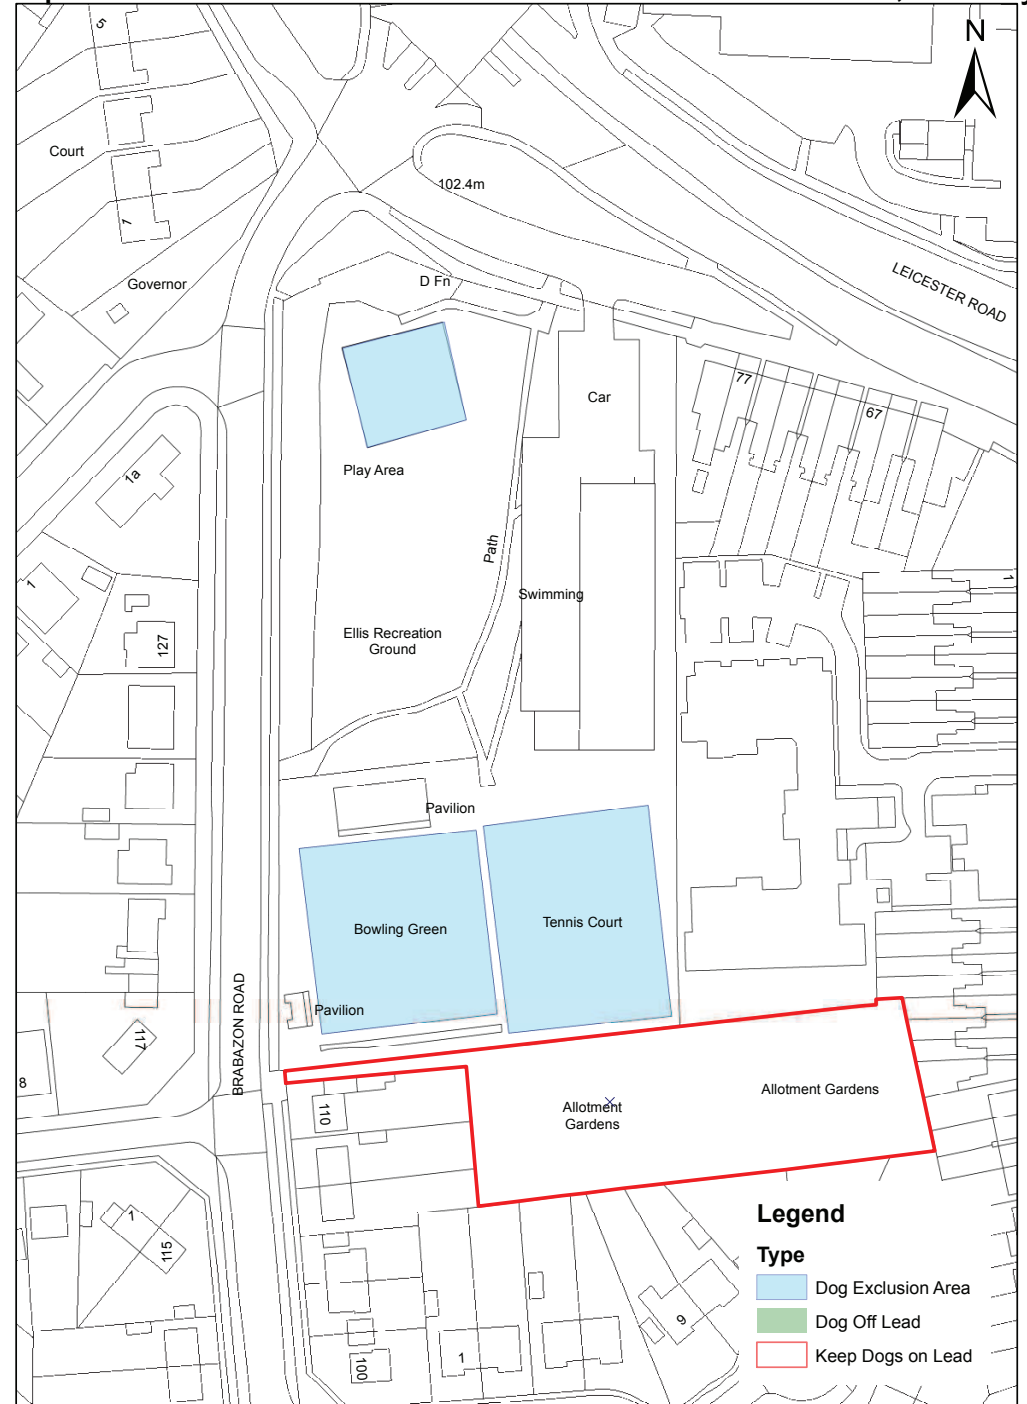 N
5
Court
102.4m
1
Governor
D Fn
LEICESTER ROAD
77
67
Car
Play Area
1a
Path
1
1
Swimming
127
Ellis Recreation
Ground
Pavilion
Bowling Green
Tennis Court
BRABAZON ROAD
Pavilion
117
8
110
Allotment
Gardens
Allotment Gardens
1
115
9
1
100
Legend
Type
Dog Exclusion Area
Dog Off Lead
Keep Dogs on Lead